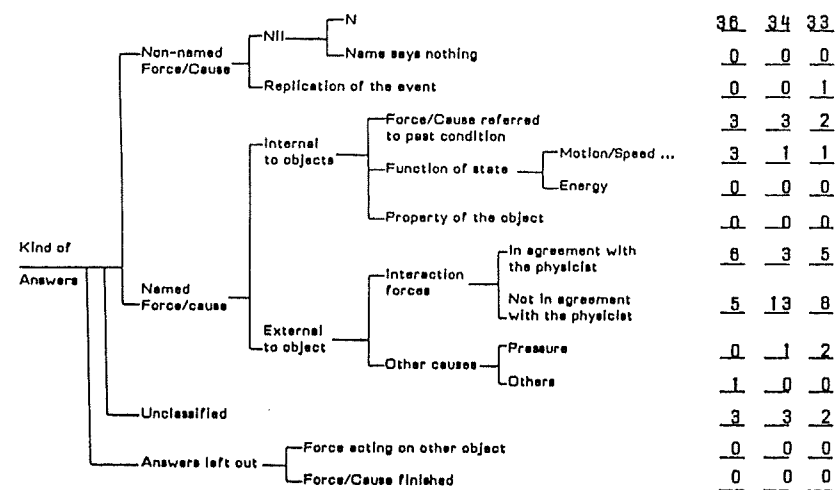 N 36 34 33
Nil
Non-named
Force/Cause
Name says nothing 0 0 0
Replication of the event 0 0 1
Force/Cause referred
to past condition 3 3 2
Internal
to objects
Motion/Speed ... 3 1 1
Function of state
Energy 0 0 0
Property of the object 0 0 0
Kind of
Answers
In agreement with
the physicist 6 3 5
Interaction
forces
Named
Force/cause
Not in agreement
with the physicist 5 13 8
External
to object
Pressure 0 1 2
Other causes
Others 1 0 0
Unclassified 3 3 2
Force acting on other object 0 0 0
Answers left out
Force/Cause finished 0 0 0